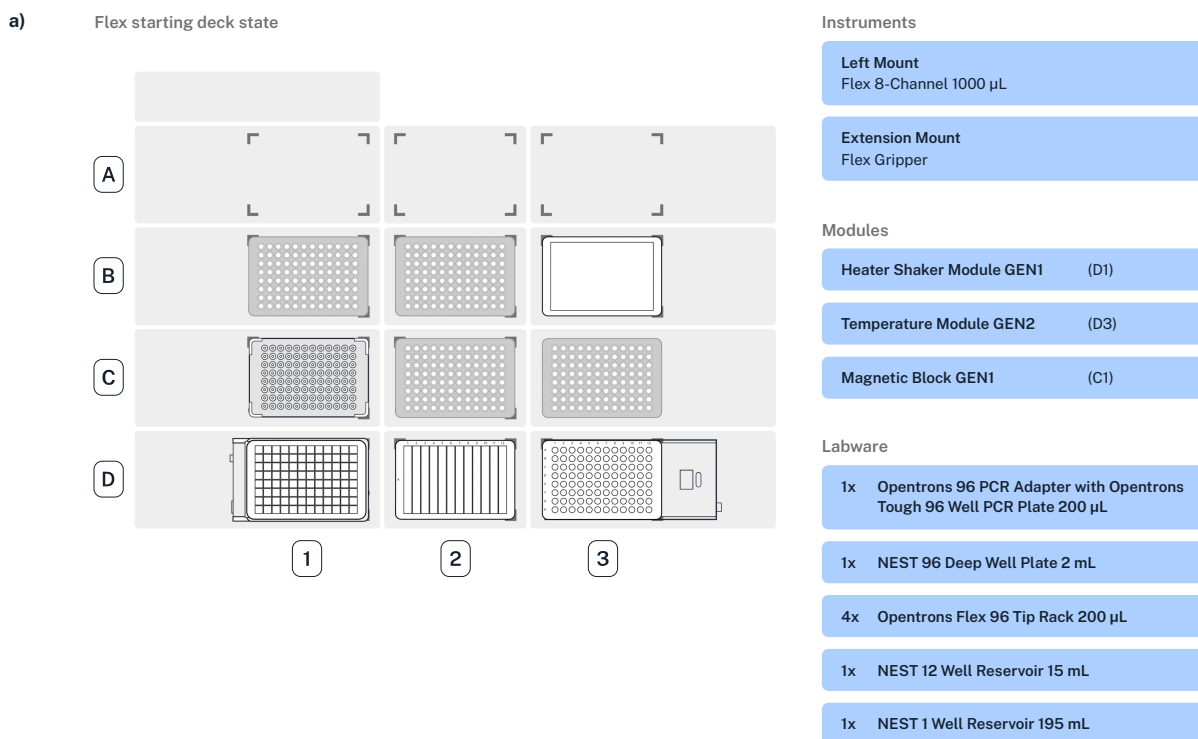 a)
Flex starting deck state
A
B
C
D
1
2
3
Instruments
Left Mount
Flex 8-Channel 1000 µL
Extension Mount
Flex Gripper
Modules
Heater Shaker Module GEN1 (D1)
Temperature Module GEN2 (D3)
Magnetic Block GEN1 (C1)
Labware
1x Opentrons 96 PCR Adapter with Opentrons
Tough 96 Well PCR Plate 200 µL
1x NEST 96 Deep Well Plate 2 mL
4x Opentrons Flex 96 Tip Rack 200 µL
1x NEST 12 Well Reservoir 15 mL
1x NEST 1 Well Reservoir 195 mL